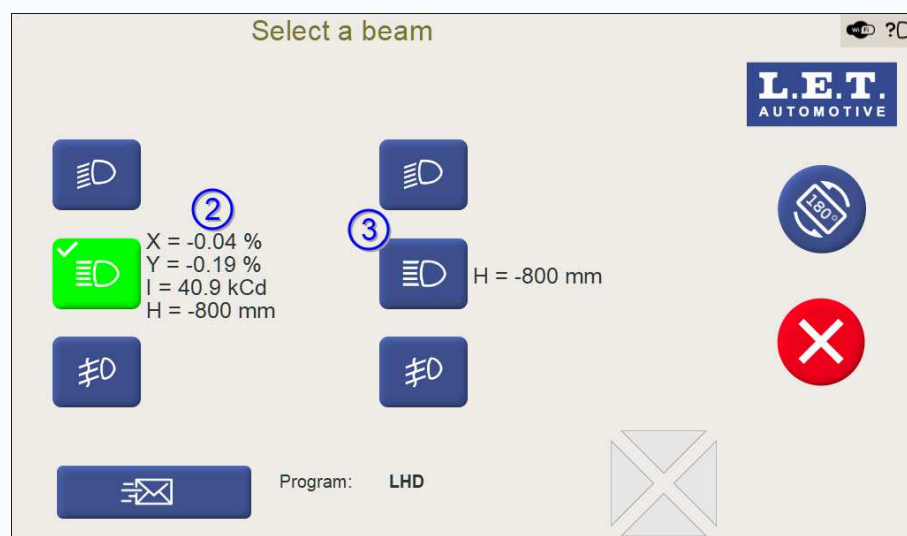 Select a beam
WiFi ?
L.E.T.
AUTOMOTIVE
2
X = -0.04 %
Y = -0.19 %
I = 40.9 kCd
H = -800 mm
3
H = -800 mm
180°
Program: LHD